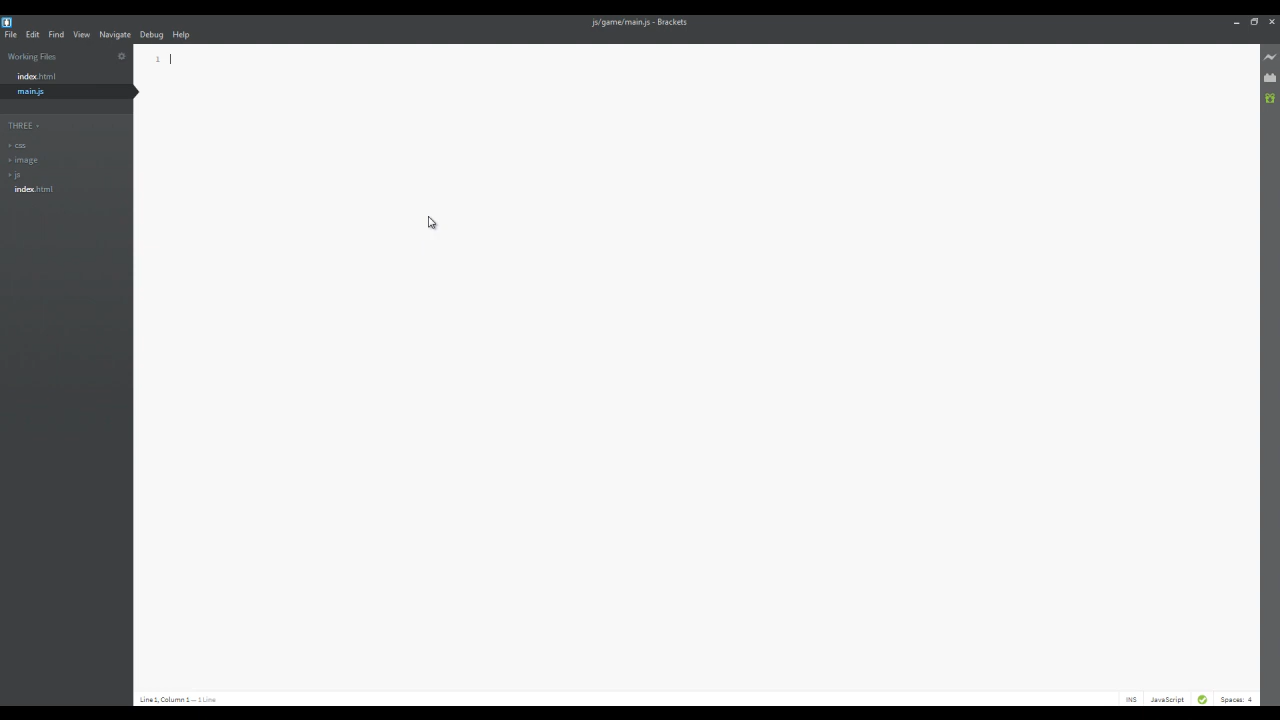 js/game/main.js - Brackets
File Edit Find View Navigate Debug Help
Working Files
index.html
main.js
THREE
css
image
js
index.html
1
Line 1, Column 1 — 1 Line
INS JavaScript Spaces: 4